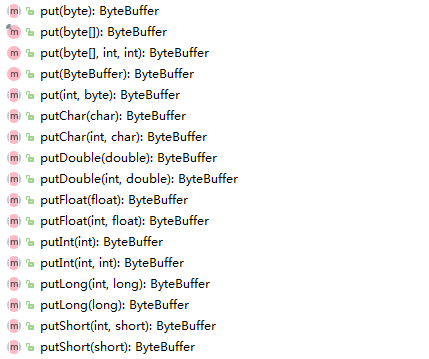 put(byte): ByteBuffer
put(byte[]): ByteBuffer
put(byte[], int, int): ByteBuffer
put(ByteBuffer): ByteBuffer
put(int, byte): ByteBuffer
putChar(char): ByteBuffer
putChar(int, char): ByteBuffer
putDouble(double): ByteBuffer
putDouble(int, double): ByteBuffer
putFloat(float): ByteBuffer
putFloat(int, float): ByteBuffer
putInt(int): ByteBuffer
putInt(int, int): ByteBuffer
putLong(int, long): ByteBuffer
putLong(long): ByteBuffer
putShort(int, short): ByteBuffer
putShort(short): ByteBuffer